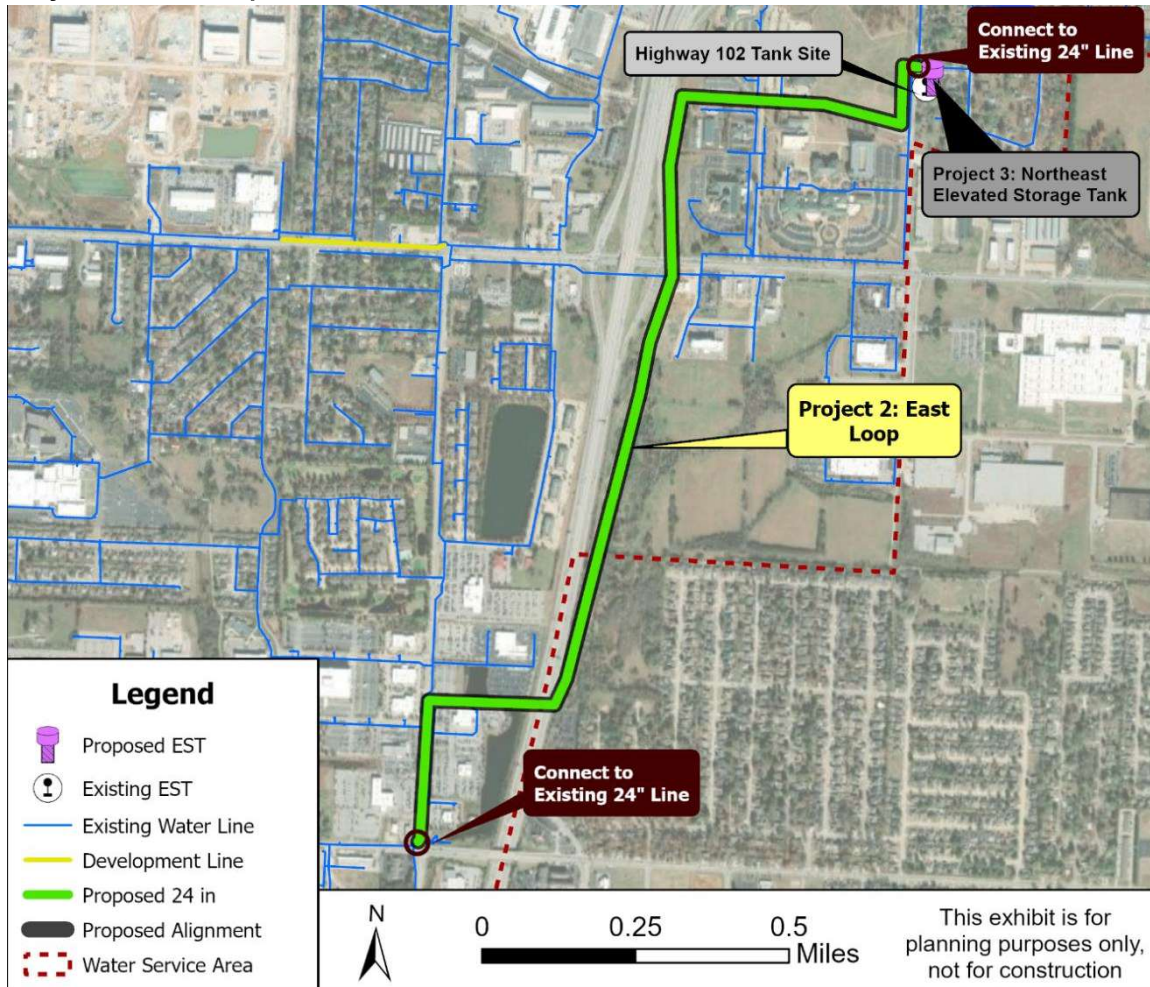 Connect to
Existing 24" Line
Highway 102 Tank Site
Project 3: Northeast
Elevated Storage Tank
Project 2: East
Loop
Connect to
Existing 24" Line
Legend
Proposed EST
Existing EST
Existing Water Line
Development Line
Proposed 24 in
Proposed Alignment
Water Service Area
N
0 0.25 0.5
Miles
This exhibit is for
planning purposes only,
not for construction